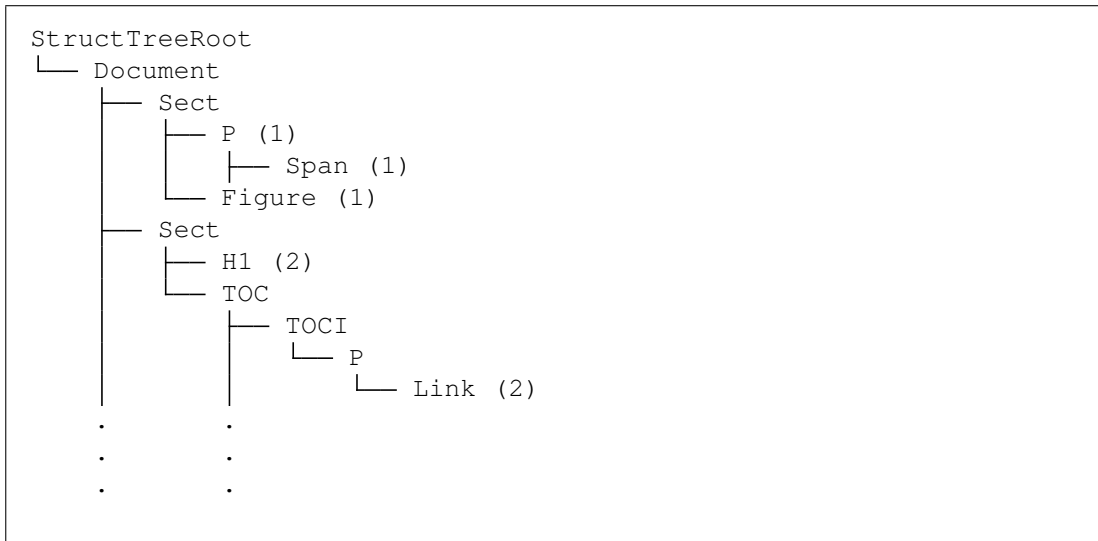 StructTreeRoot
└── Document
    ├── Sect
    │   ├── P (1)
    │   │   ├── Span (1)
    │   └── Figure (1)
    ├── Sect
    │   ├── H1 (2)
    │   └── TOC
    │       ├── TOCI
    │       │   └── P
    │       │       └── Link (2)
    .       .
    .       .
    .       .